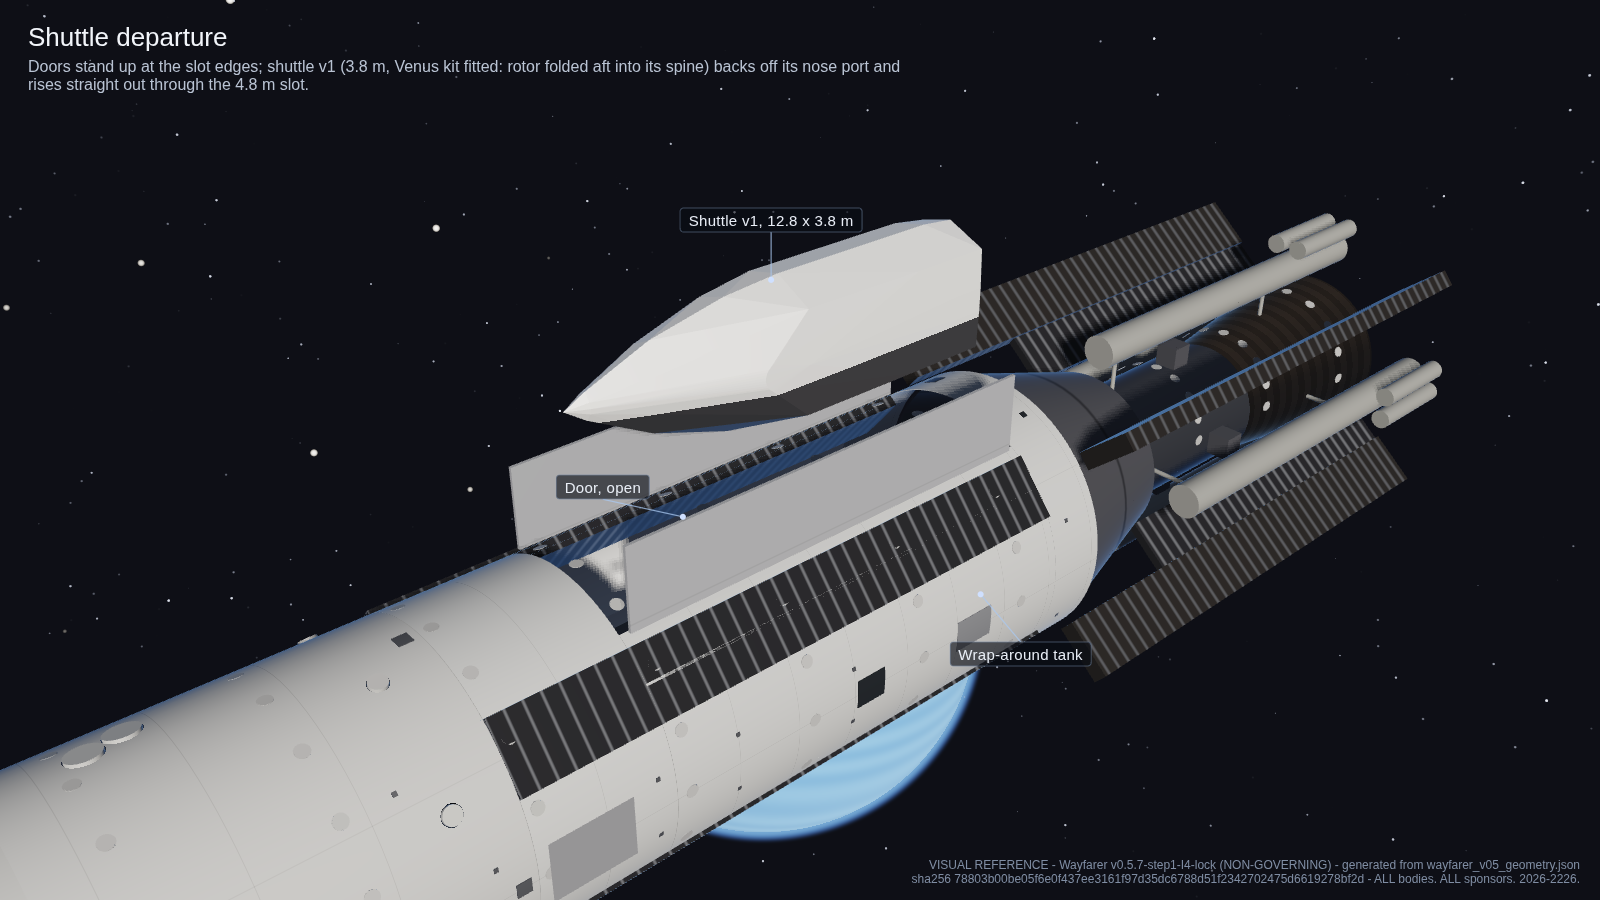 Shuttle departure
Doors stand up at the slot edges; shuttle v1 (3.8 m, Venus kit fitted: rotor folded aft into its spine) backs off its nose port and
rises straight out through the 4.8 m slot.
Shuttle v1, 12.8 x 3.8 m
Door, open
Wrap-around tank
VISUAL REFERENCE - Wayfarer v0.5.7-step1-I4-lock (NON-GOVERNING) - generated from wayfarer_v05_geometry.json
sha256 78803b00be05f6e0f437ee3161f97d35dc6788d51f2342702475d6619278bf2d - ALL bodies. ALL sponsors. 2026-2226.